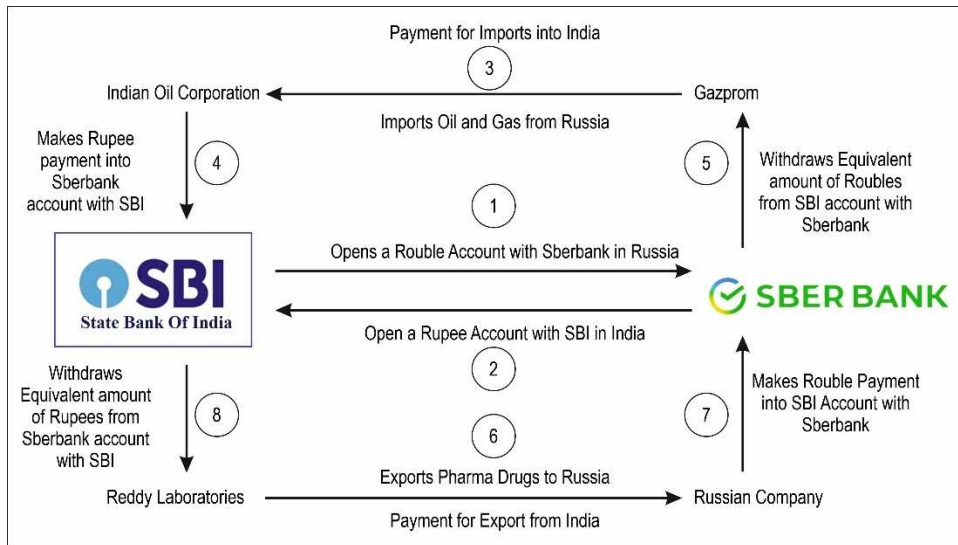 Payment for Imports into India
3
Indian Oil Corporation
Gazprom
Imports Oil and Gas from Russia
Makes Rupee
payment into
Sberbank
account with SBI
4
5
Withdraws Equivalent
amount of Roubles
from SBI account with
Sberbank
1
Opens a Rouble Account with Sberbank in Russia
SBI
State Bank Of India
SBER BANK
Open a Rupee Account with SBI in India
2
Withdraws
Equivalent amount
of Rupees from
Sberbank account
with SBI
8
7
Makes Rouble Payment
into SBI Account with
Sberbank
6
Exports Pharma Drugs to Russia
Reddy Laboratories
Russian Company
Payment for Export from India